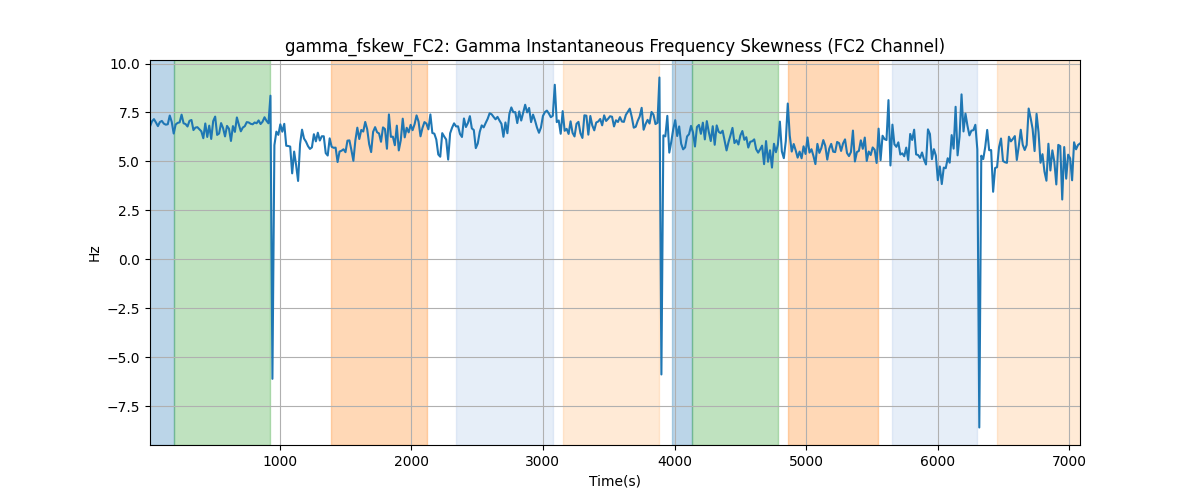 gamma_fskew_FC2: Gamma Instantaneous Frequency Skewness (FC2 Channel)
10.0
7.5
5.0
2.5
0.0
−2.5
−5.0
−7.5
Hz
1000 2000 3000 4000 5000 6000 7000
Time(s)